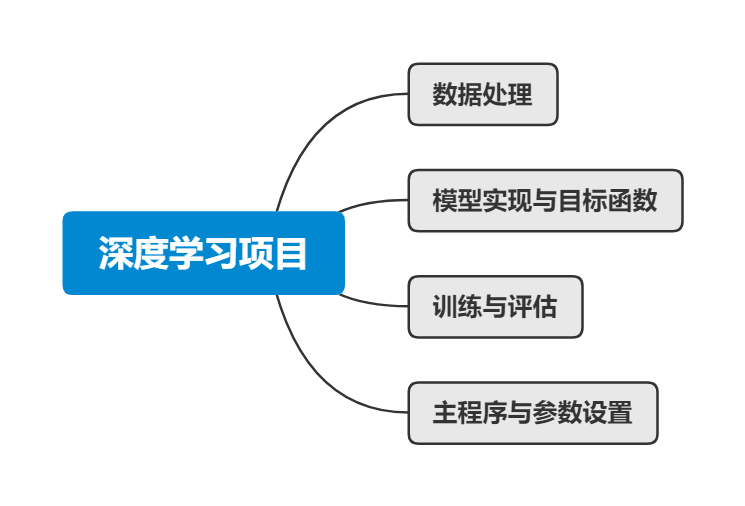 深度学习项目
数据处理
模型实现与目标函数
训练与评估
主程序与参数设置